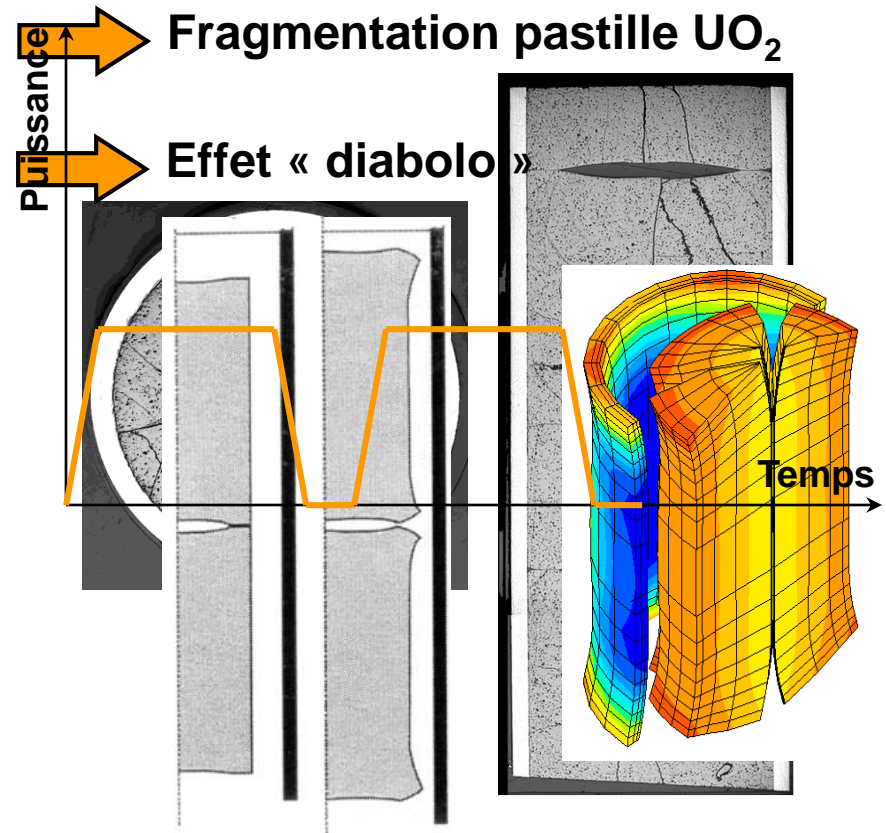 Fragmentation pastille UO₂
Puissance
Effet « diabolo »
Temps